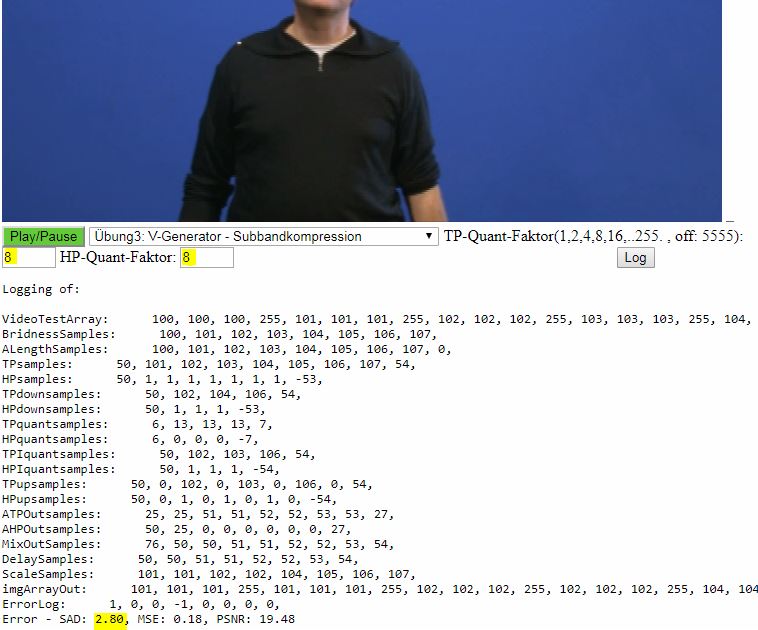 Play/Pause Übung3: V-Generator - Subbandkompression TP-Quant-Faktor(1,2,4,8,16,..255. , off: 5555):
8 HP-Quant-Faktor: 8 Log
Logging of:
VideoTestArray: 100, 100, 100, 255, 101, 101, 101, 255, 102, 102, 102, 255, 103, 103, 103, 255, 104,
BridnessSamples: 100, 101, 102, 103, 104, 105, 106, 107,
ALengthSamples: 100, 101, 102, 103, 104, 105, 106, 107, 0,
TPsamples: 50, 101, 102, 103, 104, 105, 106, 107, 54,
HPsamples: 50, 1, 1, 1, 1, 1, 1, 1, -53,
TPdownsamples: 50, 102, 104, 106, 54,
HPdownsamples: 50, 1, 1, 1, -53,
TPquantsamples: 6, 13, 13, 13, 7,
HPquantsamples: 6, 0, 0, 0, -7,
TPIquantsamples: 50, 102, 103, 106, 54,
HPIquantsamples: 50, 1, 1, 1, -54,
TPupsamples: 50, 0, 102, 0, 103, 0, 106, 0, 54,
HPupsamples: 50, 0, 1, 0, 1, 0, 1, 0, -54,
ATPOutsamples: 25, 25, 51, 51, 52, 52, 53, 53, 27,
AHPOutsamples: 50, 25, 0, 0, 0, 0, 0, 0, 27,
MixOutSamples: 76, 50, 50, 51, 51, 52, 52, 53, 54,
DelaySamples: 50, 50, 51, 51, 52, 52, 53, 54,
ScaleSamples: 101, 101, 102, 102, 104, 105, 106, 107,
imgArrayOut: 101, 101, 101, 255, 101, 101, 101, 255, 102, 102, 102, 255, 102, 102, 102, 255, 104, 104
ErrorLog: 1, 0, 0, -1, 0, 0, 0, 0,
Error - SAD: 2.80, MSE: 0.18, PSNR: 19.48